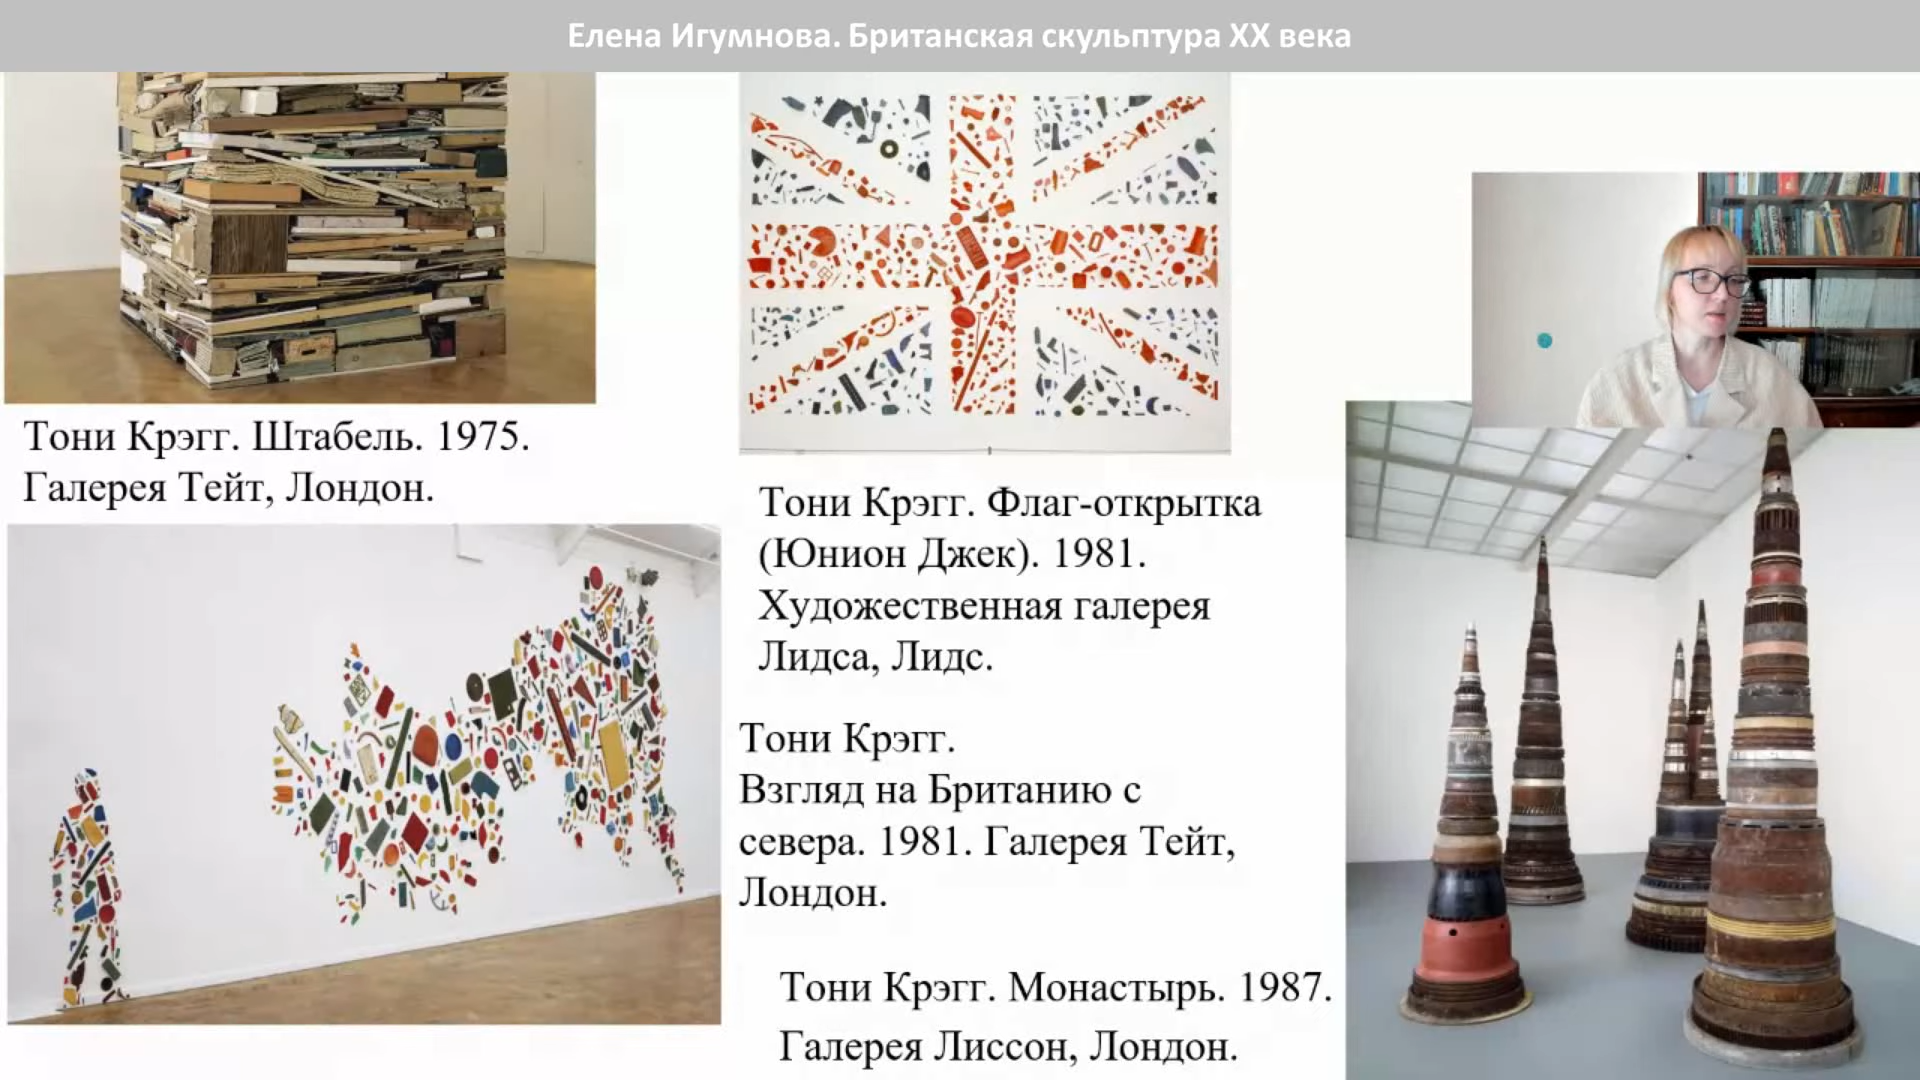 Елена Игумнова. Британская скульптура XX века
Тони Крэгг. Штабель. 1975.
Галерея Тейт, Лондон.
Тони Крэгг. Флаг-открытка
(Юнион Джек). 1981.
Художественная галерея
Лидса, Лидс.
Тони Крэгг.
Взгляд на Британию с
севера. 1981. Галерея Тейт,
Лондон.
Тони Крэгг. Монастырь. 1987.
Галерея Лиссон, Лондон.